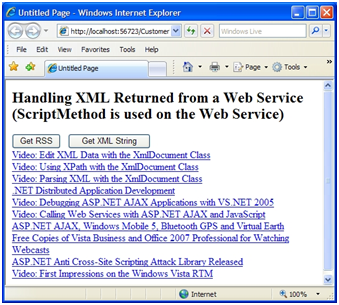 Untitled Page - Windows Internet Explorer
http://localhost:56723/Customer
Windows Live
File Edit View Favorites Tools Help
Untitled Page
Page Tools
Handling XML Returned from a Web Service
(ScriptMethod is used on the Web Service)
Get RSS Get XML String
Video: Edit XML Data with the XmlDocument Class
Video: Using XPath with the XmlDocument Class
Video: Parsing XML with the XmlDocument Class
.NET Distributed Application Development
Video: Debugging ASP.NET AJAX Applications with VS.NET 2005
Video: Calling Web Services with ASP.NET AJAX and JavaScript
ASP.NET AJAX, Windows Mobile 5, Bluetooth GPS and Virtual Earth
Free Copies of Vista Business and Office 2007 Professional for Watching
Webcasts
ASP.NET Anti Cross-Site Scripting Attack Library Released
Video: First Impressions on the Windows Vista RTM
Internet 100%